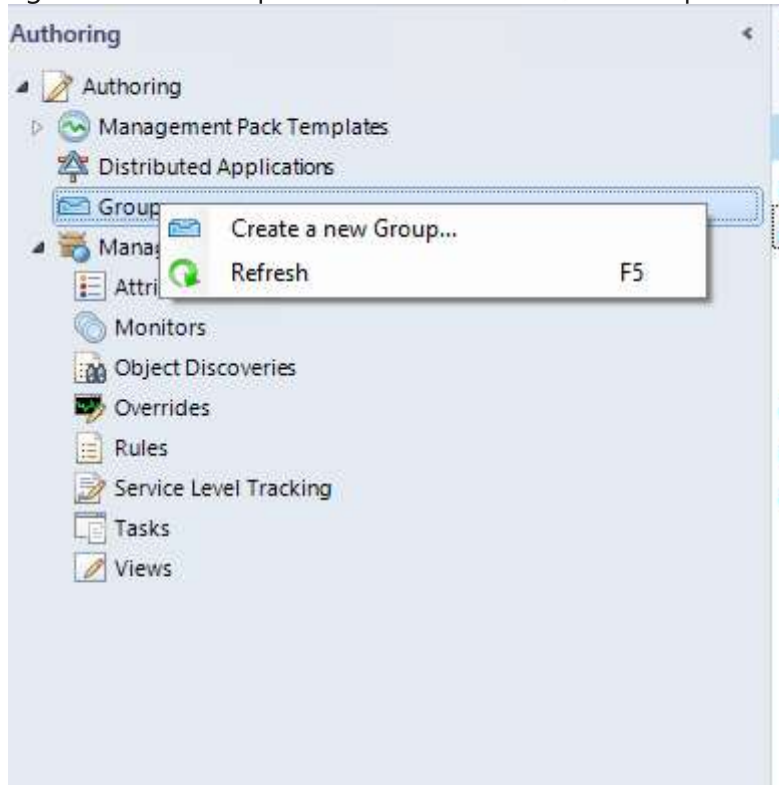 Authoring
Authoring
Management Pack Templates
Distributed Applications
Group
Create a new Group...
Refresh F5
Monitors
Object Discoveries
Overrides
Rules
Service Level Tracking
Tasks
Views